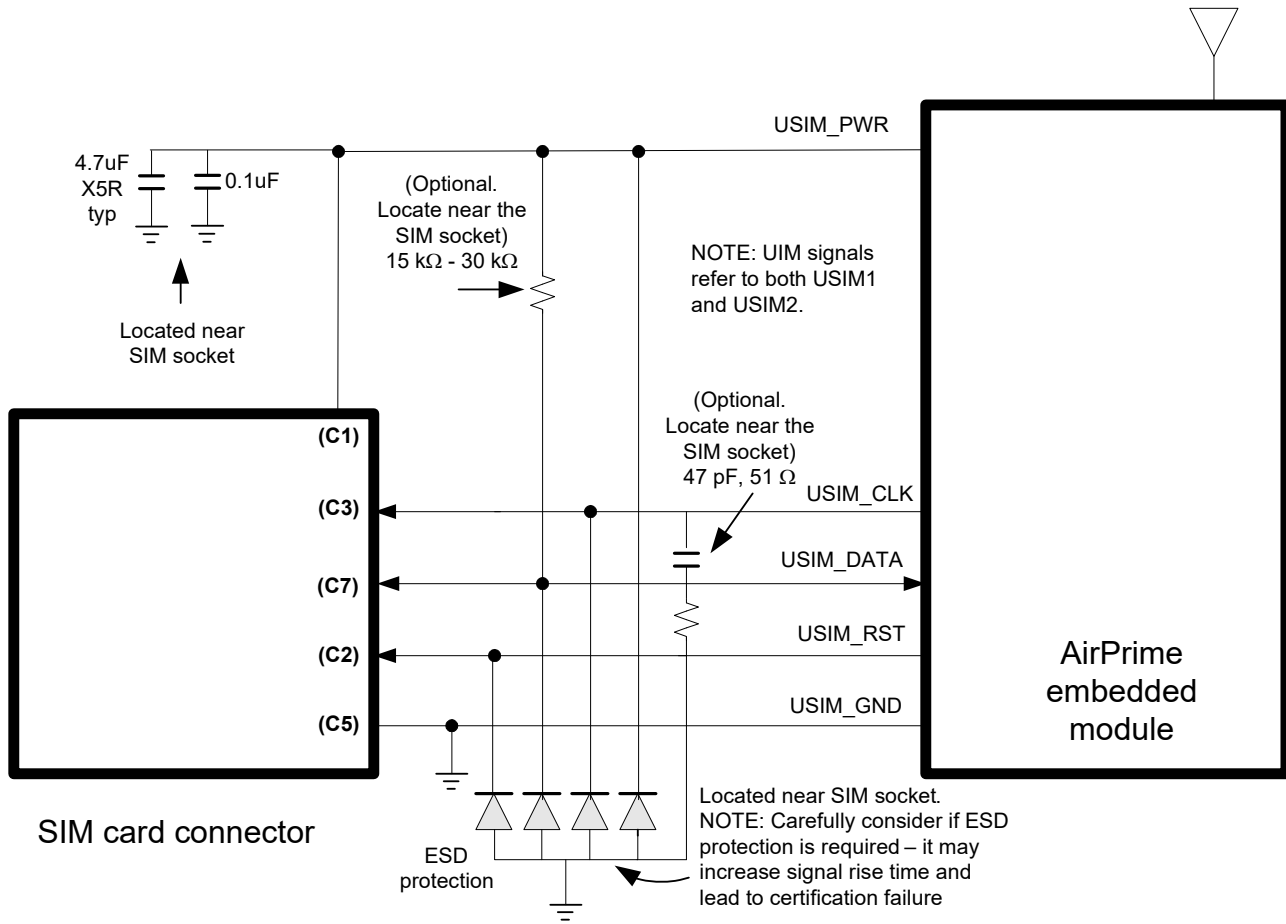 USIM_PWR
4.7uF
X5R
typ
0.1uF
(Optional.
Locate near the
SIM socket)
15 kΩ - 30 kΩ
NOTE: UIM signals
refer to both USIM1
and USIM2.
Located near
SIM socket
(Optional.
Locate near the
SIM socket)
47 pF, 51 Ω
(C1)
(C3)
USIM_CLK
(C7)
USIM_DATA
(C2)
USIM_RST
(C5)
USIM_GND
AirPrime
embedded
module
SIM card connector
ESD
protection
Located near SIM socket.
NOTE: Carefully consider if ESD
protection is required – it may
increase signal rise time and
lead to certification failure